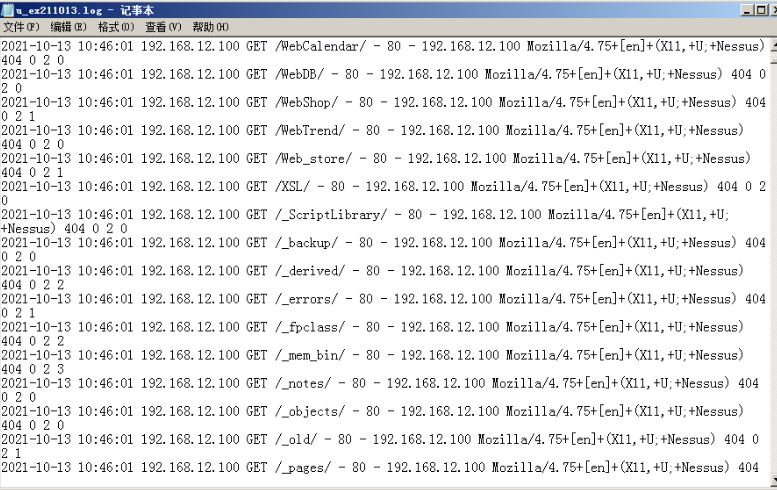 u_ex211013.log - 记事本
文件(F) 编辑(E) 格式(O) 查看(V) 帮助(H)
2021-10-13 10:46:01 192.168.12.100 GET /WebCalendar/ - 80 - 192.168.12.100 Mozilla/4.75+[en]+(X11,+U;+Nessus)
404 0 2 0
2021-10-13 10:46:01 192.168.12.100 GET /WebDB/ - 80 - 192.168.12.100 Mozilla/4.75+[en]+(X11,+U;+Nessus) 404 0
2 0
2021-10-13 10:46:01 192.168.12.100 GET /WebShop/ - 80 - 192.168.12.100 Mozilla/4.75+[en]+(X11,+U;+Nessus) 404
0 2 1
2021-10-13 10:46:01 192.168.12.100 GET /WebTrend/ - 80 - 192.168.12.100 Mozilla/4.75+[en]+(X11,+U;+Nessus)
404 0 2 0
2021-10-13 10:46:01 192.168.12.100 GET /Web_store/ - 80 - 192.168.12.100 Mozilla/4.75+[en]+(X11,+U;+Nessus)
404 0 2 1
2021-10-13 10:46:01 192.168.12.100 GET /XSL/ - 80 - 192.168.12.100 Mozilla/4.75+[en]+(X11,+U;+Nessus) 404 0 2
0
2021-10-13 10:46:01 192.168.12.100 GET /_ScriptLibrary/ - 80 - 192.168.12.100 Mozilla/4.75+[en]+(X11,+U;
+Nessus) 404 0 2 0
2021-10-13 10:46:01 192.168.12.100 GET /_backup/ - 80 - 192.168.12.100 Mozilla/4.75+[en]+(X11,+U;+Nessus) 404
0 2 0
2021-10-13 10:46:01 192.168.12.100 GET /_derived/ - 80 - 192.168.12.100 Mozilla/4.75+[en]+(X11,+U;+Nessus)
404 0 2 2
2021-10-13 10:46:01 192.168.12.100 GET /_errors/ - 80 - 192.168.12.100 Mozilla/4.75+[en]+(X11,+U;+Nessus) 404
0 2 1
2021-10-13 10:46:01 192.168.12.100 GET /_fpclass/ - 80 - 192.168.12.100 Mozilla/4.75+[en]+(X11,+U;+Nessus)
404 0 2 2
2021-10-13 10:46:01 192.168.12.100 GET /_mem_bin/ - 80 - 192.168.12.100 Mozilla/4.75+[en]+(X11,+U;+Nessus)
404 0 2 3
2021-10-13 10:46:01 192.168.12.100 GET /_notes/ - 80 - 192.168.12.100 Mozilla/4.75+[en]+(X11,+U;+Nessus) 404
0 2 0
2021-10-13 10:46:01 192.168.12.100 GET /_objects/ - 80 - 192.168.12.100 Mozilla/4.75+[en]+(X11,+U;+Nessus)
404 0 2 0
2021-10-13 10:46:01 192.168.12.100 GET /_old/ - 80 - 192.168.12.100 Mozilla/4.75+[en]+(X11,+U;+Nessus) 404 0
2 1
2021-10-13 10:46:01 192.168.12.100 GET /_pages/ - 80 - 192.168.12.100 Mozilla/4.75+[en]+(X11,+U;+Nessus) 404